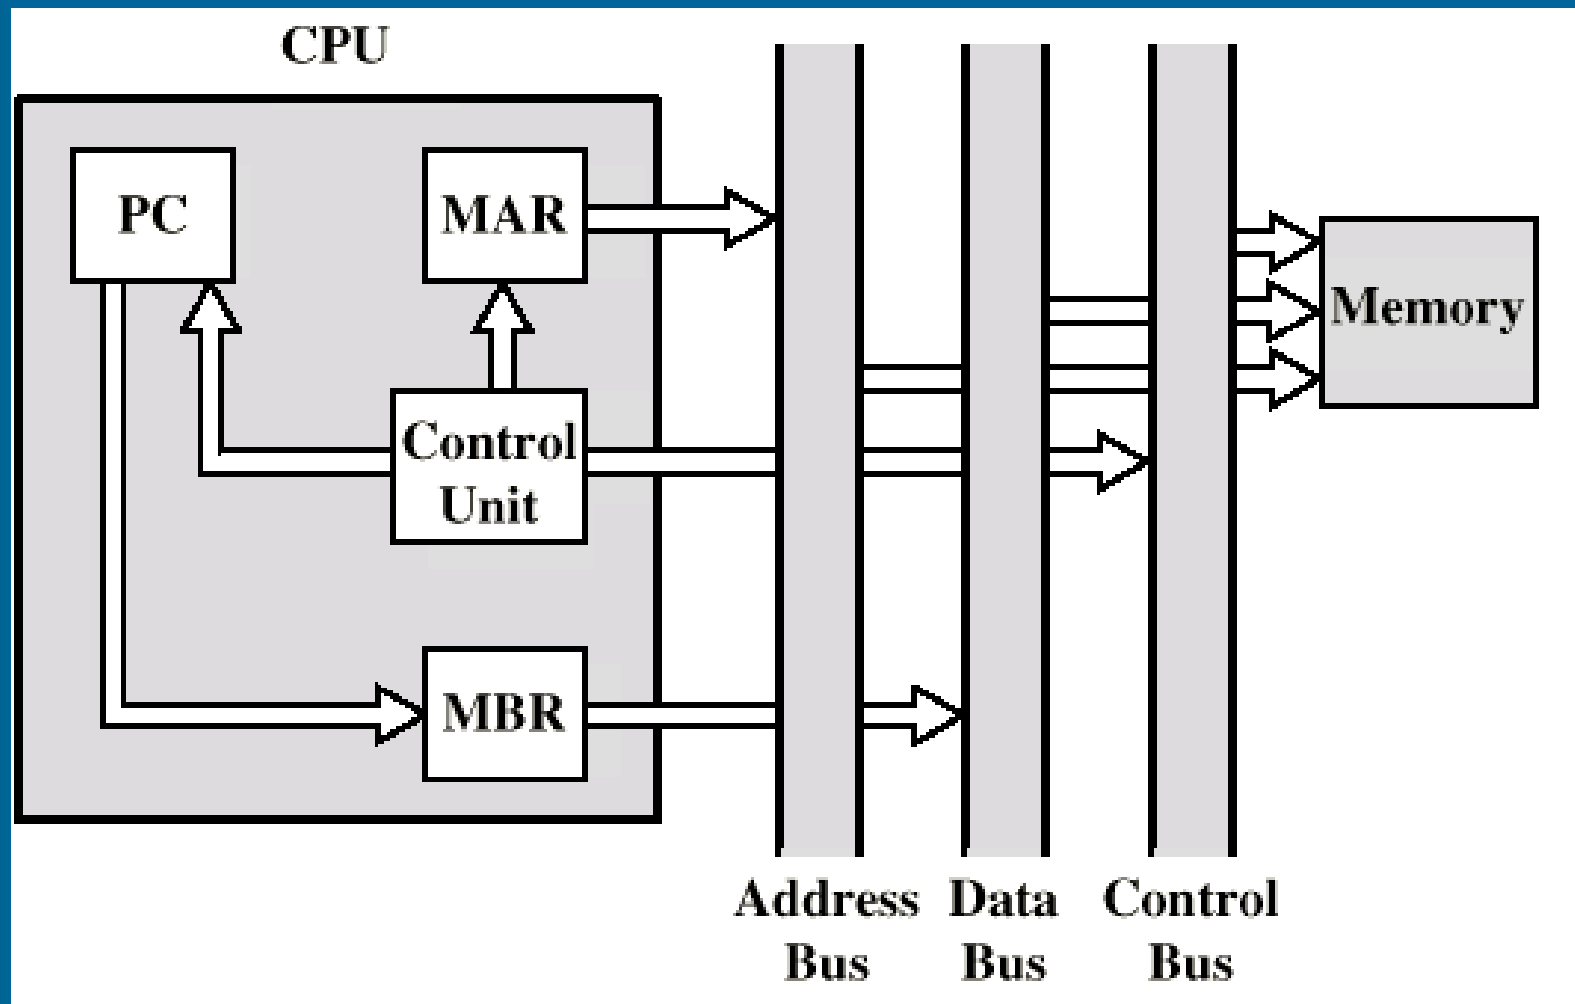 CPU
PC
MAR
Memory
Control
Unit
MBR
Address
Bus
Data
Bus
Control
Bus